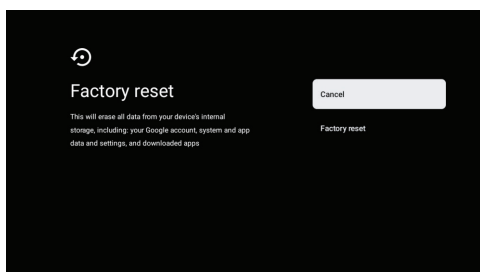 Factory reset
This will erase all data from your device's internal
storage, including: your Google account, system and app
data and settings, and downloaded apps
Cancel
Factory reset